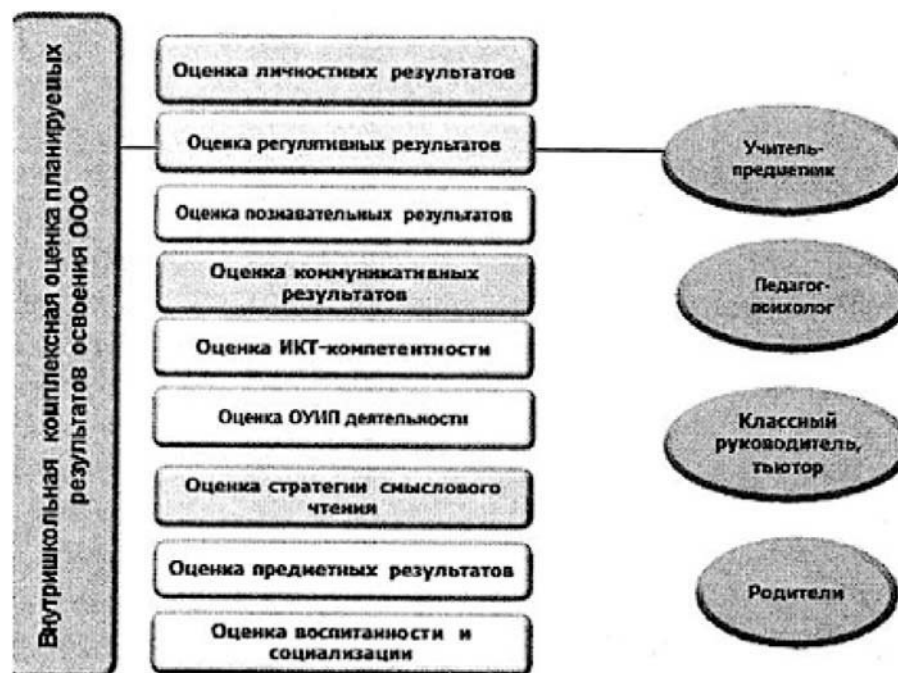 Внутришкольная комплексная оценка планируемых
результатов освоения ООО
Оценка личностных результатов
Оценка регулятивных результатов
Оценка познавательных результатов
Оценка коммуникативных
результатов
Оценка ИКТ-компетентности
Оценка ОУИП деятельности
Оценка стратегии смыслового
чтения
Оценка предметных результатов
Оценка воспитанности и
социализации
Учитель-
предметник
Педагог-
психолог
Классный
руководитель,
тьютор
Родители